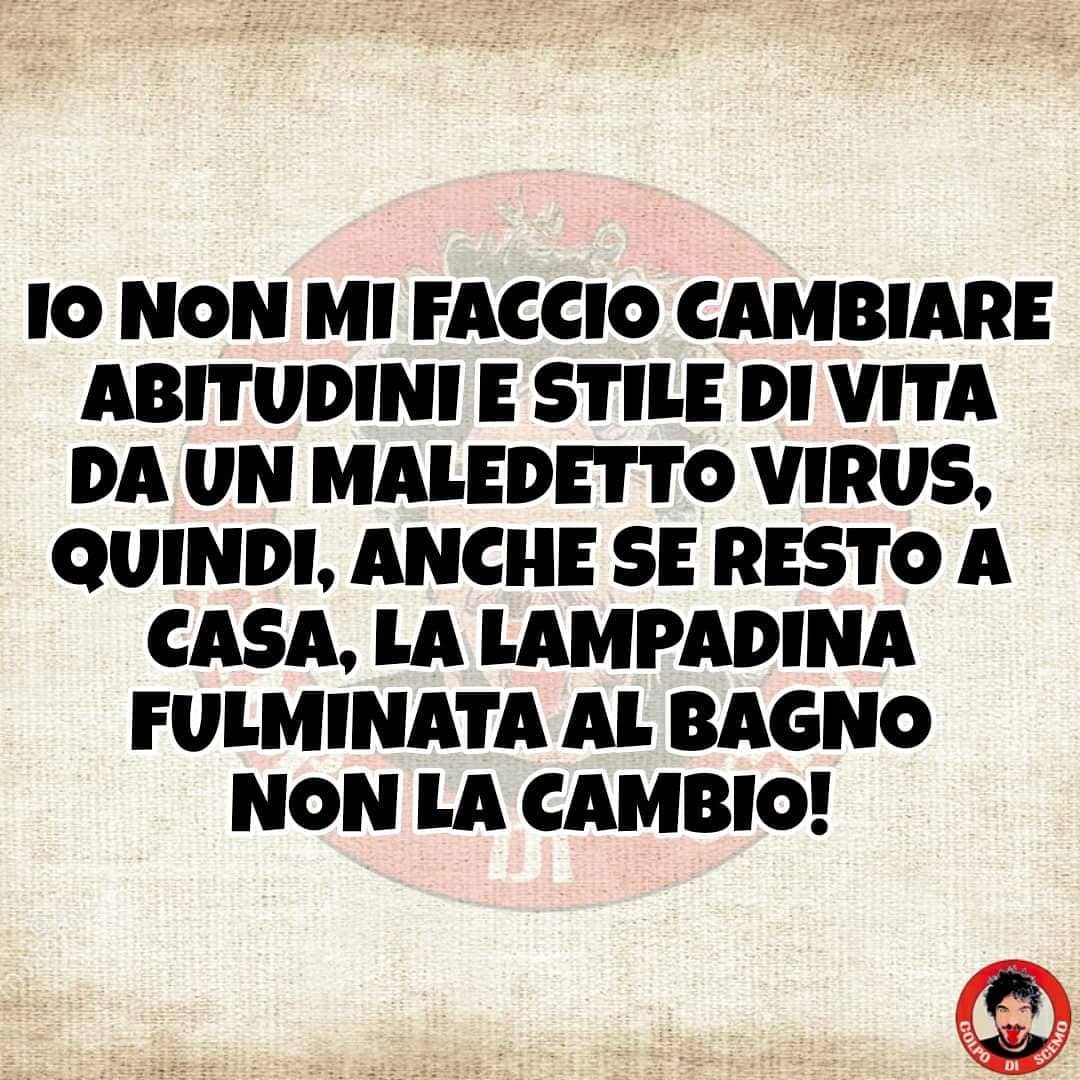 IO NON MI FACCIO CAMBIARE
ABITUDINI E STILE DI VITA
DA UN MALEDETTO VIRUS,
QUINDI, ANCHE SE RESTO A
CASA, LA LAMPADINA
FULMINATA AL BAGNO
NON LA CAMBIO!
DI
COLPO DI SCEMO